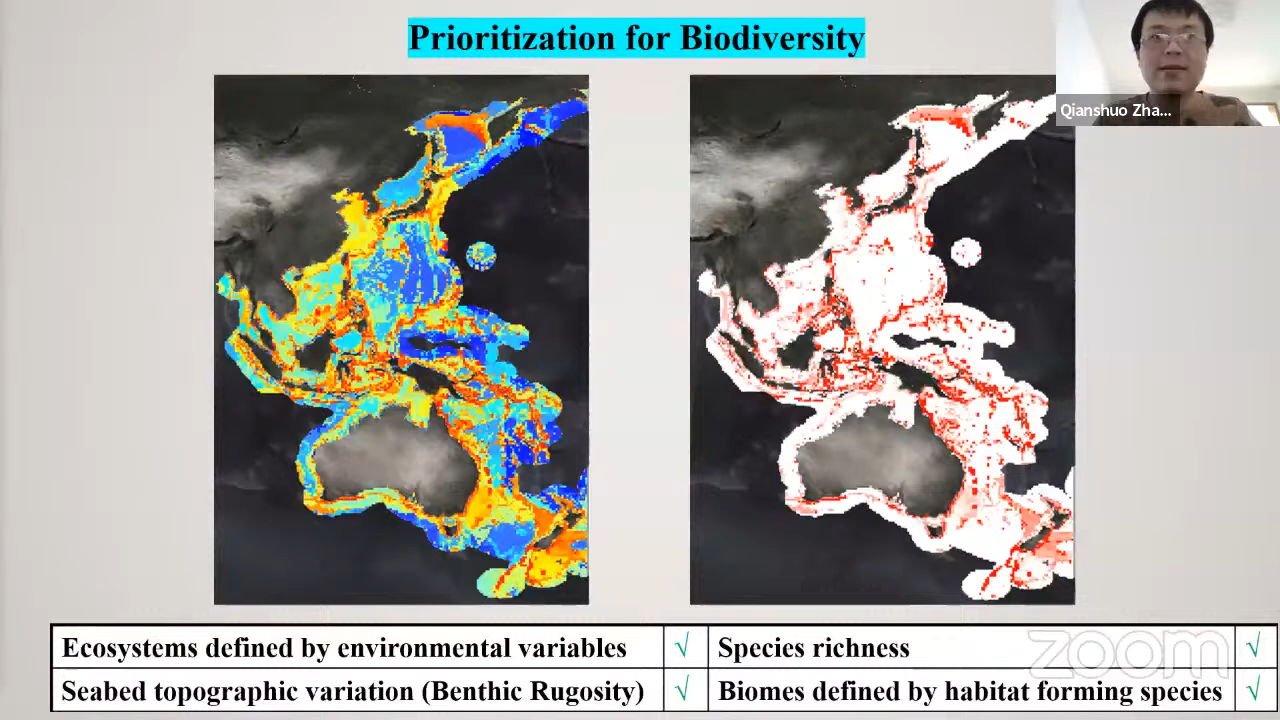 Prioritization for Biodiversity
Qianshuo Zha...
Ecosystems defined by environmental variables √ Species richness √
Seabed topographic variation (Benthic Rugosity) √ Biomes defined by habitat forming species √
zoom